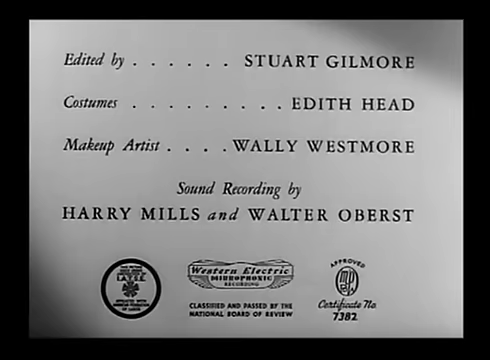 Edited by . . . . . . STUART GILMORE
Costumes . . . . . . . . . . EDITH HEAD
Makeup Artist . . . . WALLY WESTMORE
Sound Recording by
HARRY MILLS and WALTER OBERST
I.A.T.S.E.
Western Electric
MIRROPHONIC
RECORDING
CLASSIFIED AND PASSED BY THE
NATIONAL BOARD OF REVIEW
APPROVED
Certificate No.
7382